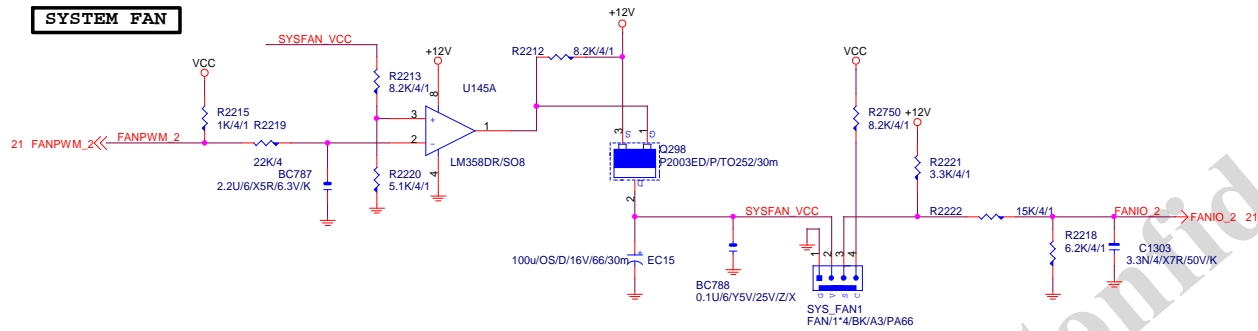 SYSTEM FAN
+12V
SYSFAN_VCC
R2212
8.2K/4/1
+12V
VCC
VCC
R2213
8.2K/4/1
U145A
R2215
1K/4/1
R2219
8
3
+
2
-
1
4
3
1
S
G
R2750
8.2K/4/1
+12V
21 FANPWM_2
FANPWM_2
LM358DR/SO8
Q298
P2003ED/P/TO252/30m
22K/4
BC787
2.2U/6/X5R/6.3V/K
R2220
5.1K/4/1
D
2
R2221
3.3K/4/1
SYSFAN_VCC
R2222
15K/4/1
FANIO_2
FANIO_2 21
R2218
6.2K/4/1
C1303
3.3N/4/X7R/50V/K
+
100u/OS/D/16V/66/30m
EC15
1
2
3
4
G
V
S
C
BC788
0.1U/6/Y5V/25V/Z/X
SYS_FAN1
FAN/1*4/BK/A3/PA66
onfid